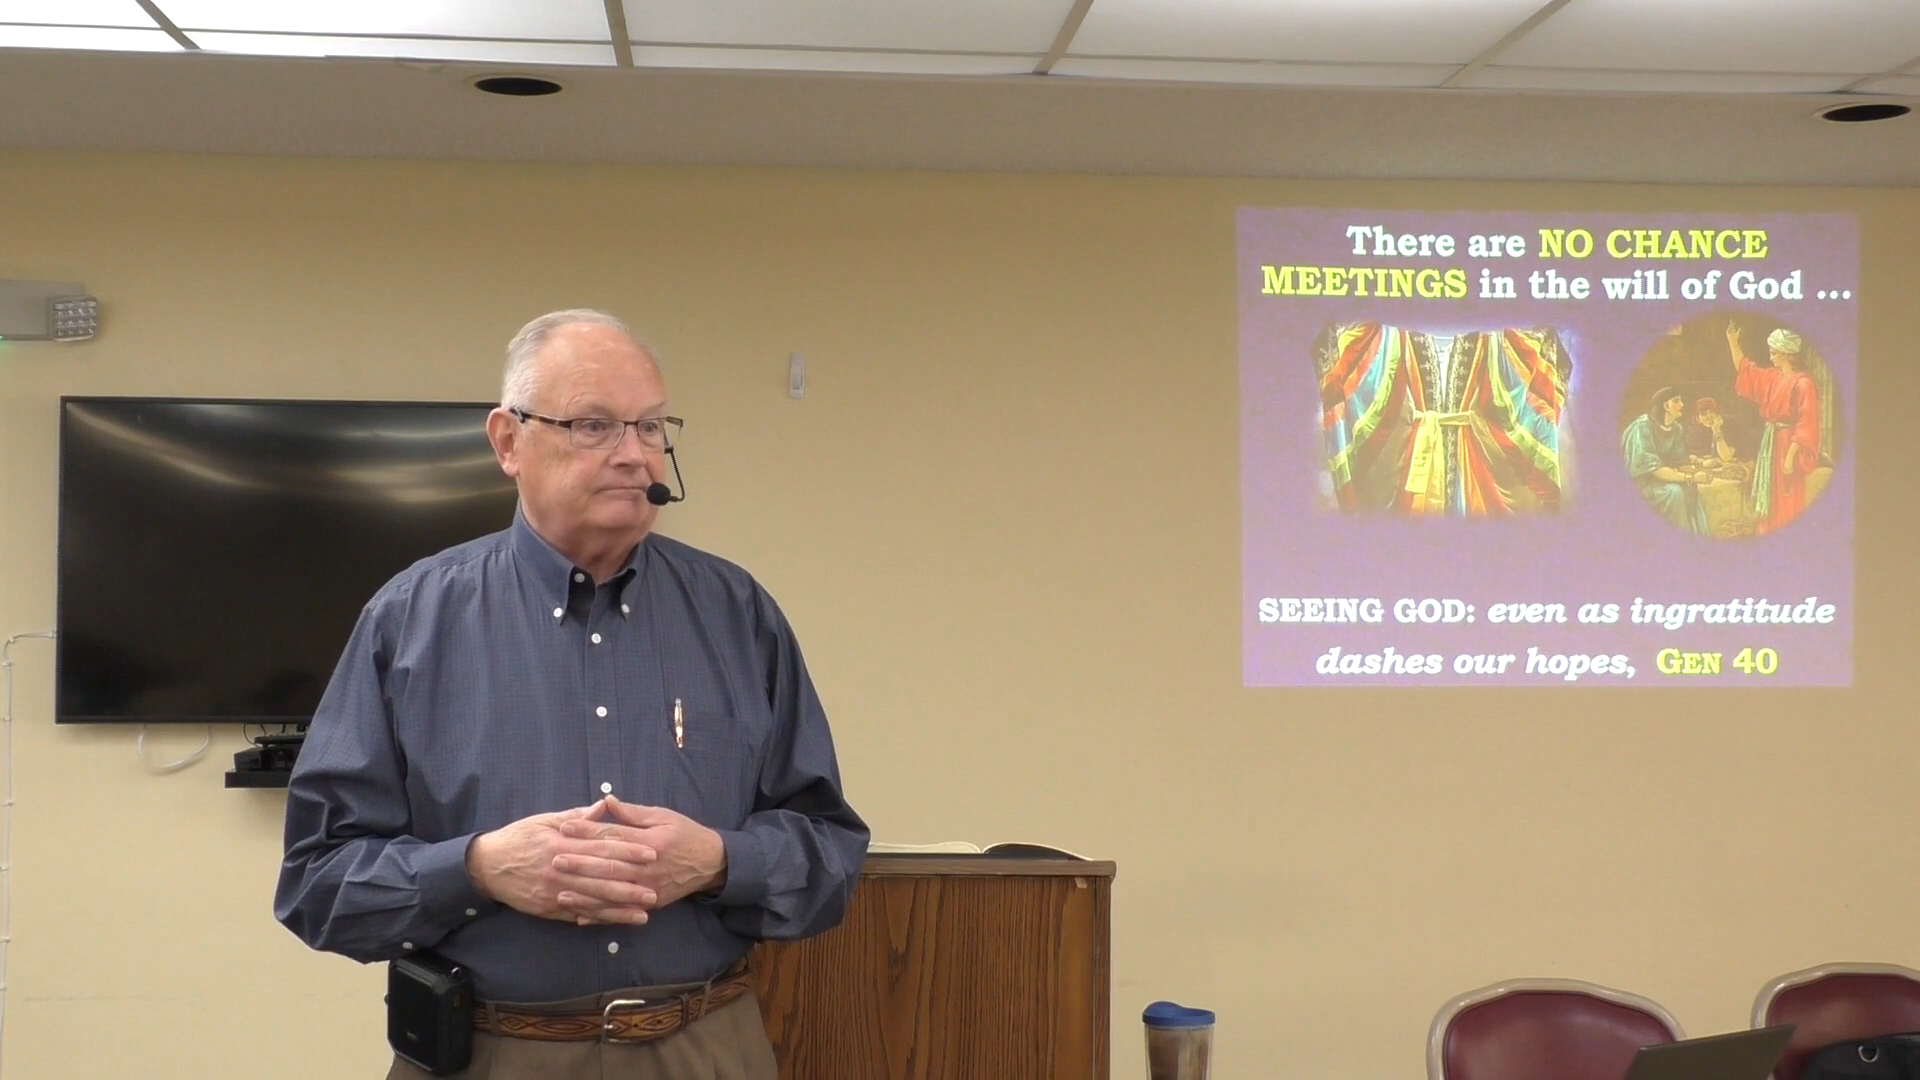 There are NO CHANCE
MEETINGS in the will of God ...
SEEING GOD: even as ingratitude
dashes our hopes, GEN 40